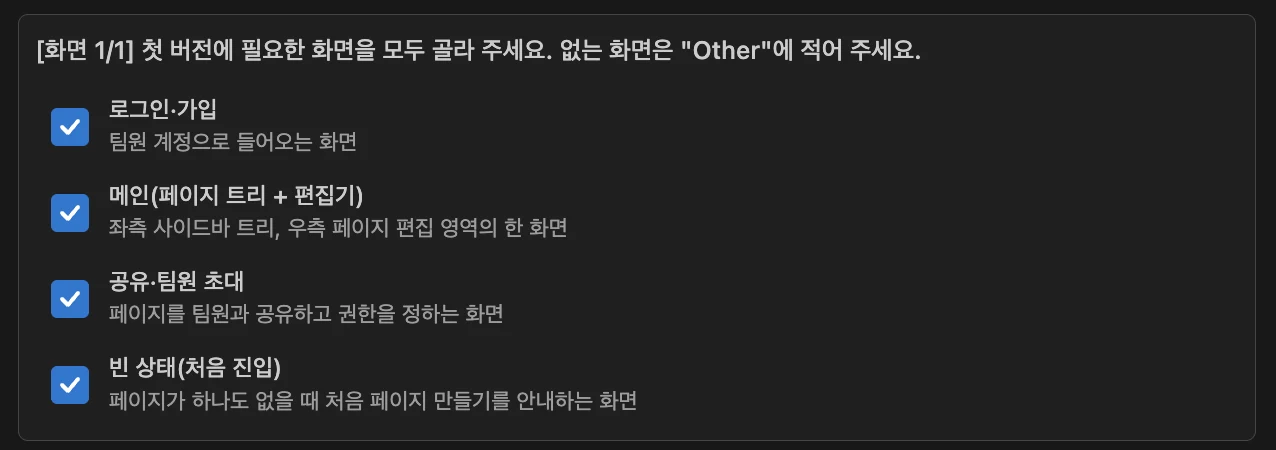 [화면 1/1] 첫 버전에 필요한 화면을 모두 골라 주세요. 없는 화면은 "Other"에 적어 주세요.
로그인·가입
팀원 계정으로 들어오는 화면
메인(페이지 트리 + 편집기)
좌측 사이드바 트리, 우측 페이지 편집 영역의 한 화면
공유·팀원 초대
페이지를 팀원과 공유하고 권한을 정하는 화면
빈 상태(처음 진입)
페이지가 하나도 없을 때 처음 페이지 만들기를 안내하는 화면